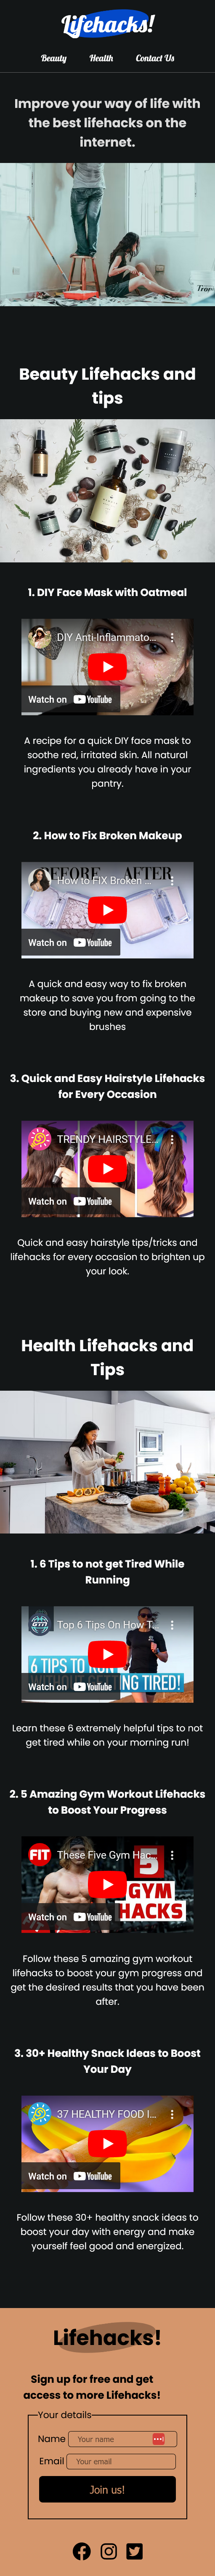 Lifehacks!
Beauty Health Contact Us
Improve your way of life with
the best lifehacks on the
internet.
Beauty Lifehacks and
tips
1. DIY Face Mask with Oatmeal
DIY Anti-Inflammato...
Watch on YouTube
A recipe for a quick DIY face mask to
soothe red, irritated skin. All natural
ingredients you already have in your
pantry.
2. How to Fix Broken Makeup
BEFORE AFTER
How to FIX Broken ...
Watch on YouTube
A quick and easy way to fix broken
makeup to save you from going to the
store and buying new and expensive
brushes
3. Quick and Easy Hairstyle Lifehacks
for Every Occasion
TRENDY HAIRSTYLE...
Watch on YouTube
Quick and easy hairstyle tips/tricks and
lifehacks for every occasion to brighten up
your look.
Health Lifehacks and
Tips
1. 6 Tips to not get Tired While
Running
Top 6 Tips On How T...
6 TIPS TO RUN
WITHOUT GETTING TIRED!
Watch on YouTube
Learn these 6 extremely helpful tips to not
get tired while on your morning run!
2. 5 Amazing Gym Workout Lifehacks
to Boost Your Progress
FIT These Five Gym Hac...
5
GYM
HACKS
Watch on YouTube
Follow these 5 amazing gym workout
lifehacks to boost your gym progress and
get the desired results that you have been
after.
3. 30+ Healthy Snack Ideas to Boost
Your Day
37 HEALTHY FOOD I...
Watch on YouTube
Follow these 30+ healthy snack ideas to
boost your day with energy and make
yourself feel good and energized.
Lifehacks!
Sign up for free and get
access to more Lifehacks!
Your details
Name Your name
Email Your email
Join us!